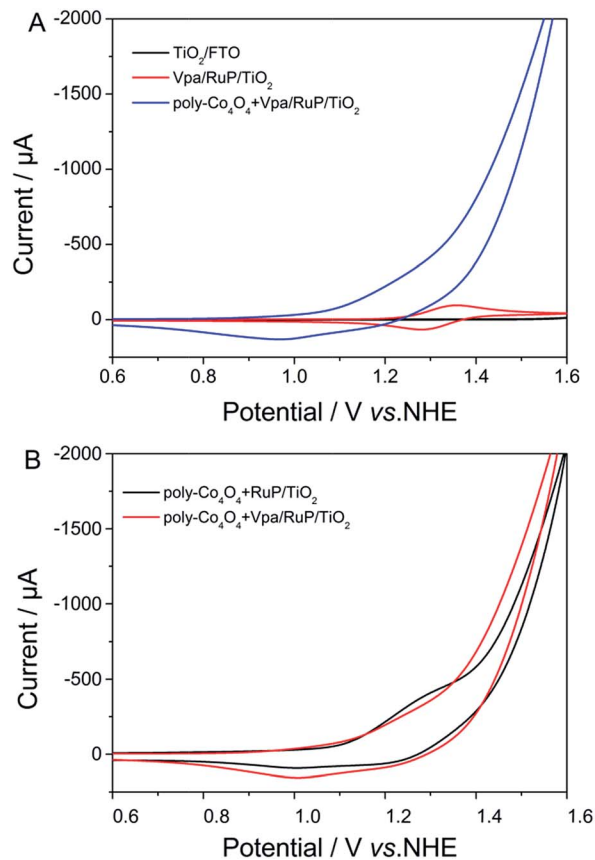 A
-2000
TiO₂/FTO
Vpa/RuP/TiO₂
poly-Co₄O₄+Vpa/RuP/TiO₂
-1500
-1000
-500
0
Current / µA
0.6 0.8 1.0 1.2 1.4 1.6
Potential / V vs.NHE
B
-2000
poly-Co₄O₄+RuP/TiO₂
poly-Co₄O₄+Vpa/RuP/TiO₂
-1500
-1000
-500
0
Current / µA
0.6 0.8 1.0 1.2 1.4 1.6
Potential / V vs.NHE